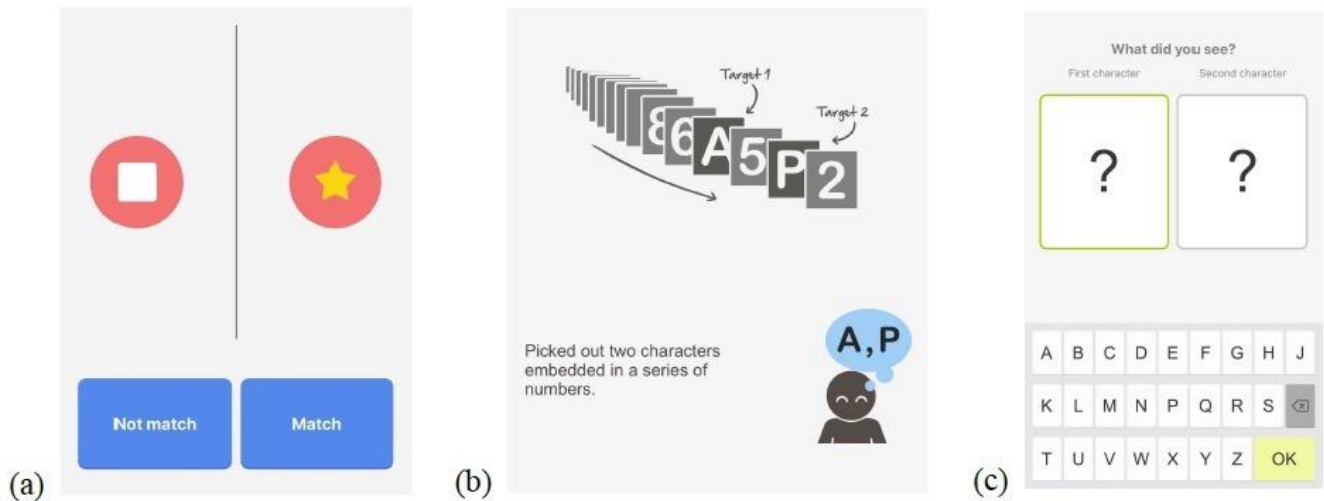 Not match
Match
(a)
Target 1
Target 2
8 6 A 5 P 2
A, P
Picked out two characters
embedded in a series of
numbers.
(b)
What did you see?
First character
Second character
?
?
A B C D E F G H J
K L M N P Q R S
T U V W X Y Z OK
(c)